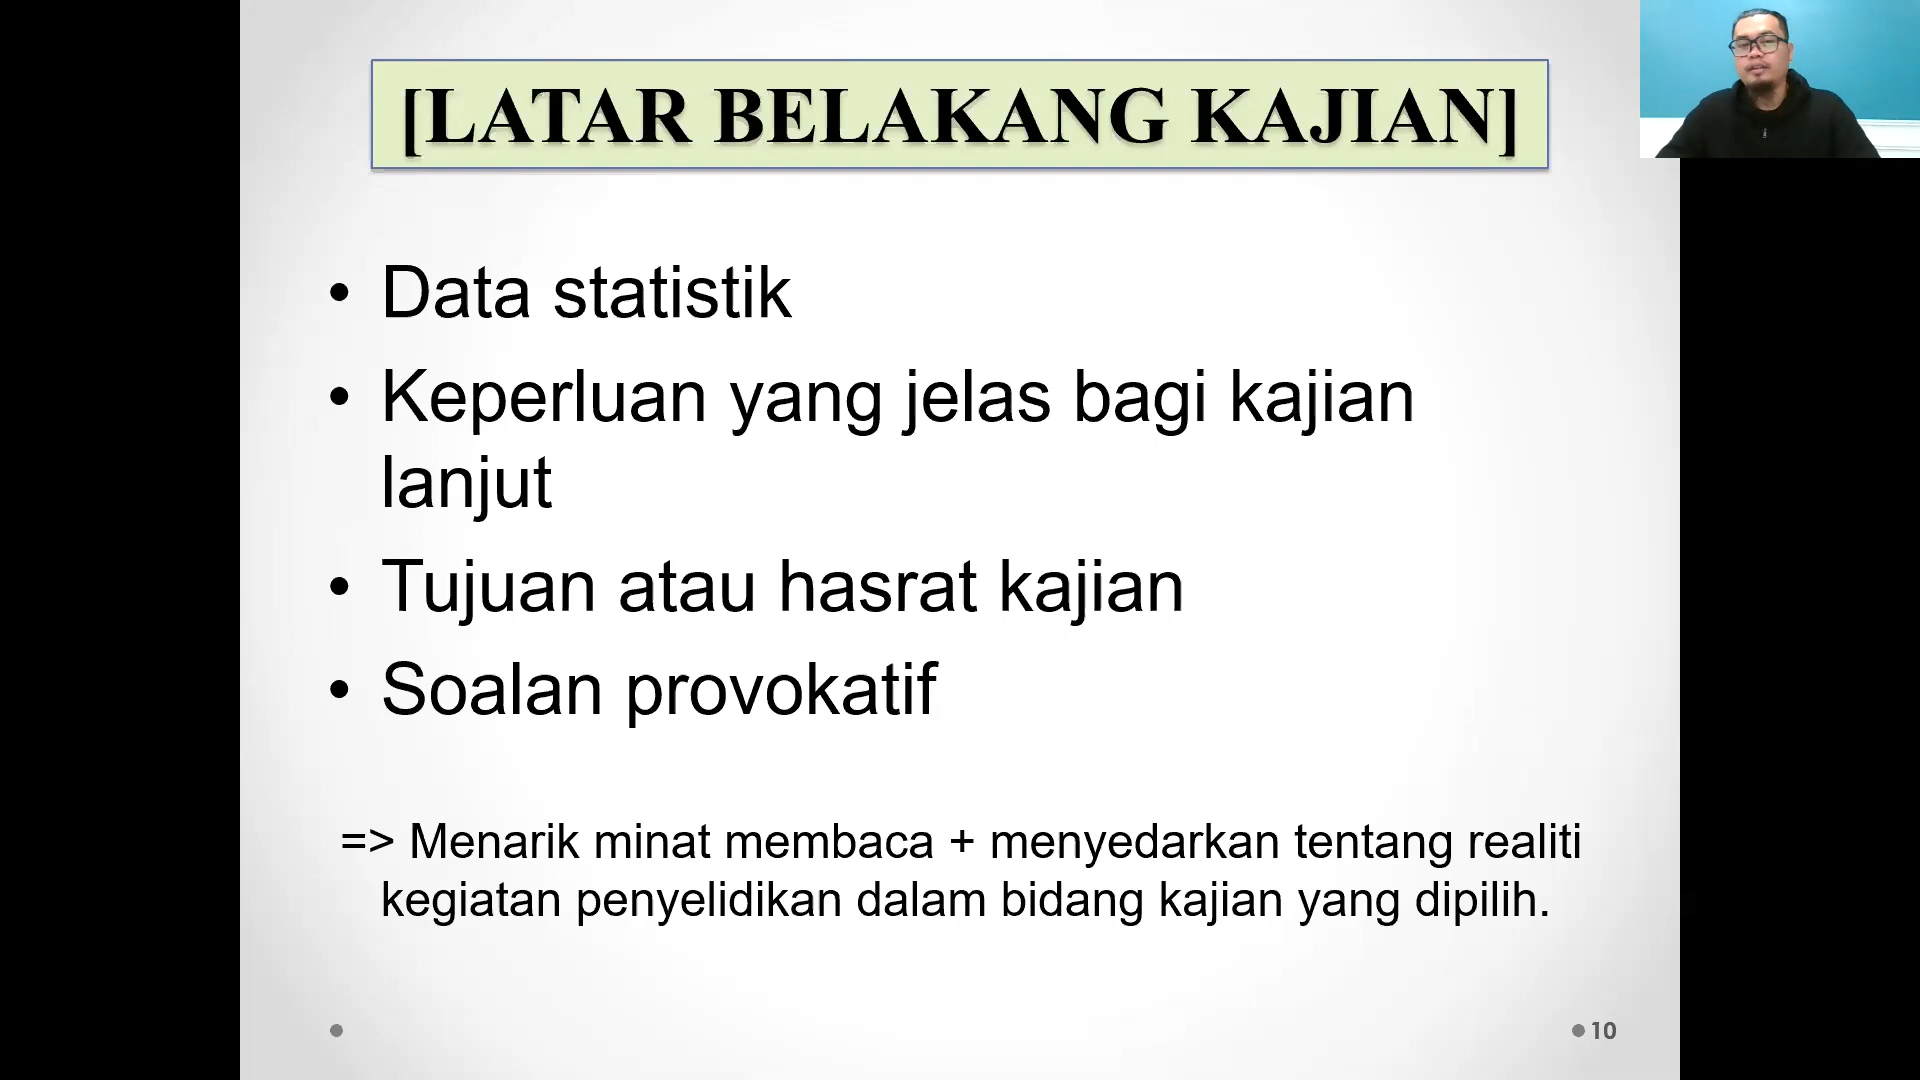 [LATAR BELAKANG KAJIAN]
• Data statistik
• Keperluan yang jelas bagi kajian
lanjut
• Tujuan atau hasrat kajian
• Soalan provokatif
=> Menarik minat membaca + menyedarkan tentang realiti
kegiatan penyelidikan dalam bidang kajian yang dipilih.
10